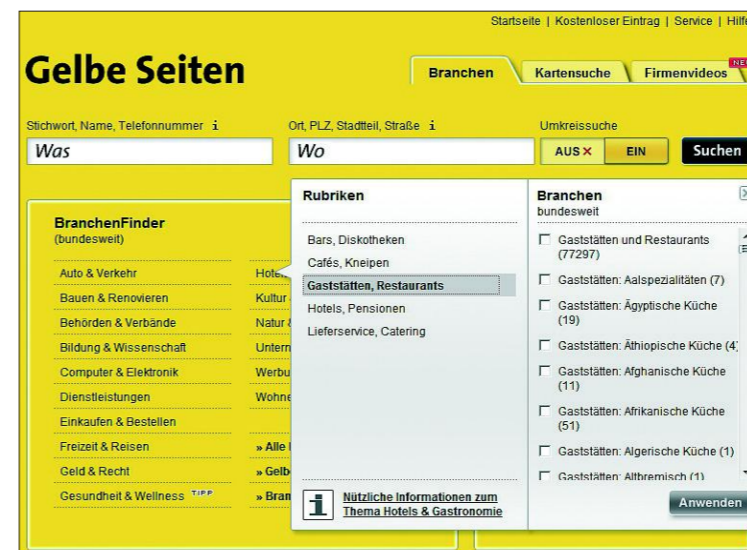 Startseite | Kostenloser Eintrag | Service | Hilfe
Gelbe Seiten
Branchen
Kartensuche
Firmenvideos
Stichwort, Name, Telefonnummer i
Ort, PLZ, Stadtteil, Straße i
Umkreissuche
Was
Wo
AUS X
EIN
Suchen
BranchenFinder
(bundesweit)
Auto & Verkehr
Bauen & Renovieren
Behörden & Verbände
Bildung & Wissenschaft
Computer & Elektronik
Dienstleistungen
Einkaufen & Bestellen
Freizeit & Reisen
Geld & Recht
Gesundheit & Wellness TIPP
Kultur
Natur
Wohne
» Alle
» Gelb
» Bran
Rubriken
Bars, Diskotheken
Cafés, Kneipen
Gaststätten, Restaurants
Hotels, Pensionen
Lieferservice, Catering
i Nützliche Informationen zum
Thema Hotels & Gastronomie
Branchen
bundesweit
Gaststätten und Restaurants
(77297)
Gaststätten: Aalspezialitäten (7)
Gaststätten: Ägyptische Küche
(19)
Gaststätten: Äthiopische Küche (4
Gaststätten: Afghanische Küche
(11)
Gaststätten: Afrikanische Küche
(51)
Gaststätten: Algerische Küche (1)
Gaststätten: Altbremisch (1)
Anwenden